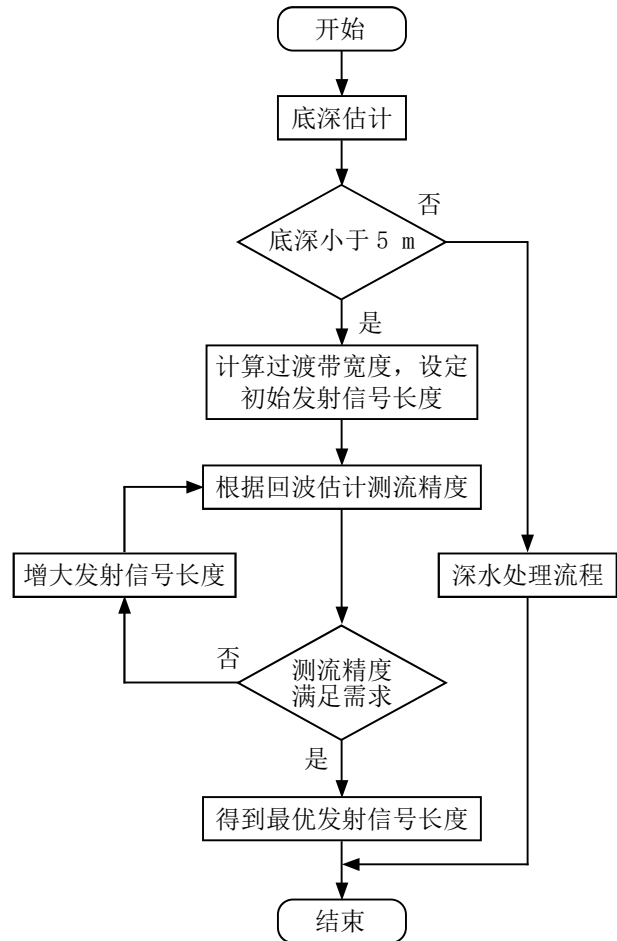 开始
底深估计
否
底深小于 5 m
是
计算过渡带宽度，设定
初始发射信号长度
根据回波估计测流精度
增大发射信号长度
深水处理流程
否
测流精度
满足需求
是
得到最优发射信号长度
结束